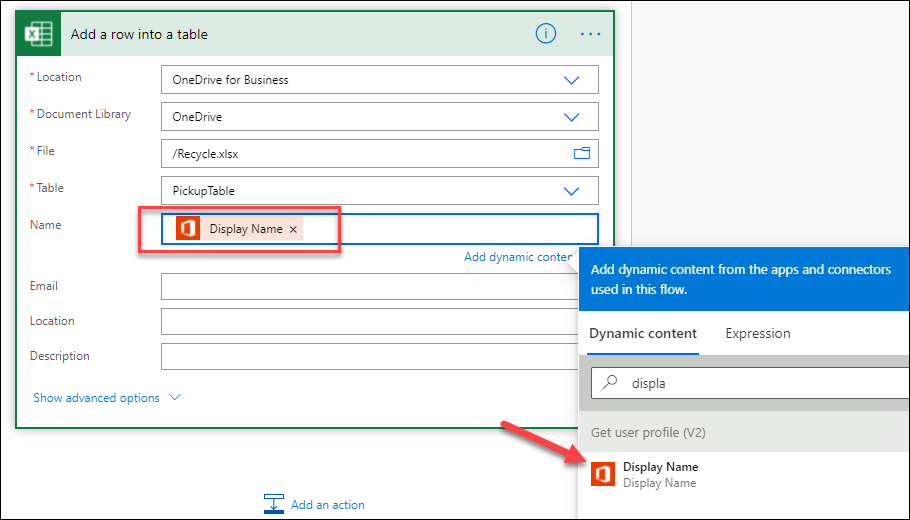 Add a row into a table
* Location
OneDrive for Business
* Document Library
OneDrive
* File
/Recycle.xlsx
* Table
PickupTable
Name
Display Name ×
Add dynamic conten
Email
Location
Description
Show advanced options
Add an action
Add dynamic content from the apps and connectors
used in this flow.
Dynamic content Expression
displa
Get user profile (V2)
Display Name
Display Name